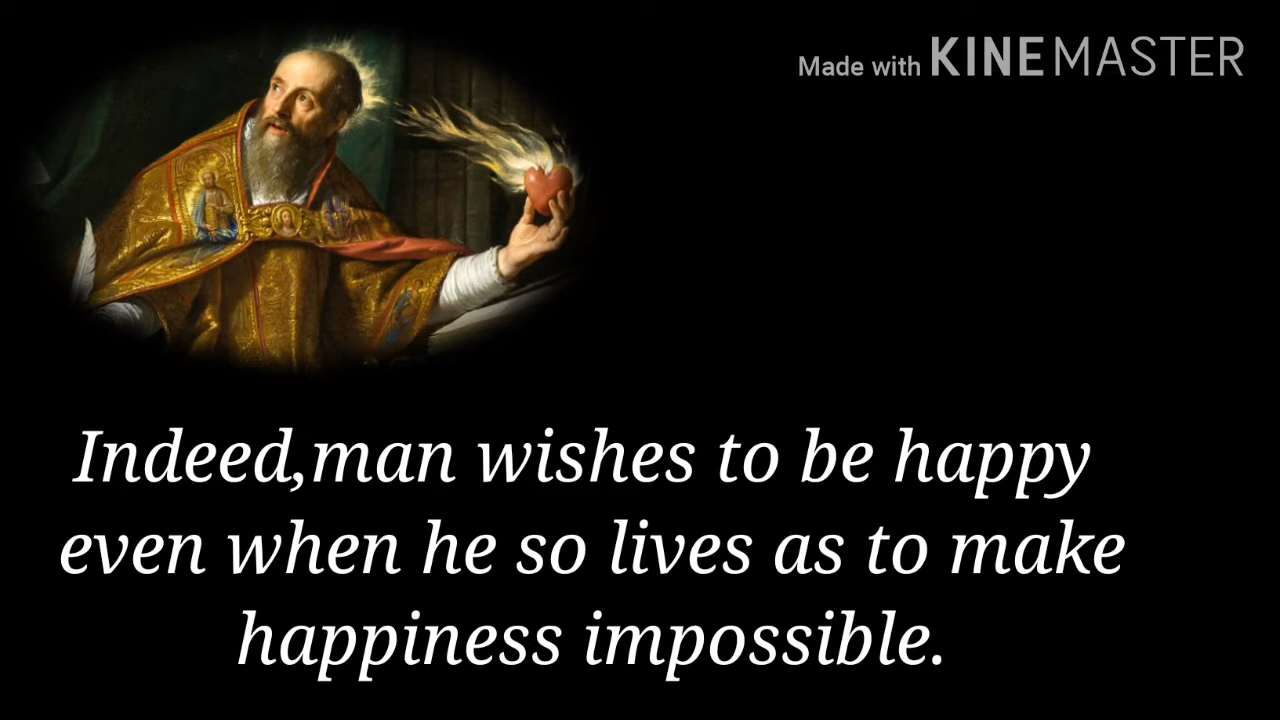 Made with KINEMASTER
Indeed,man wishes to be happy
even when he so lives as to make
happiness impossible.